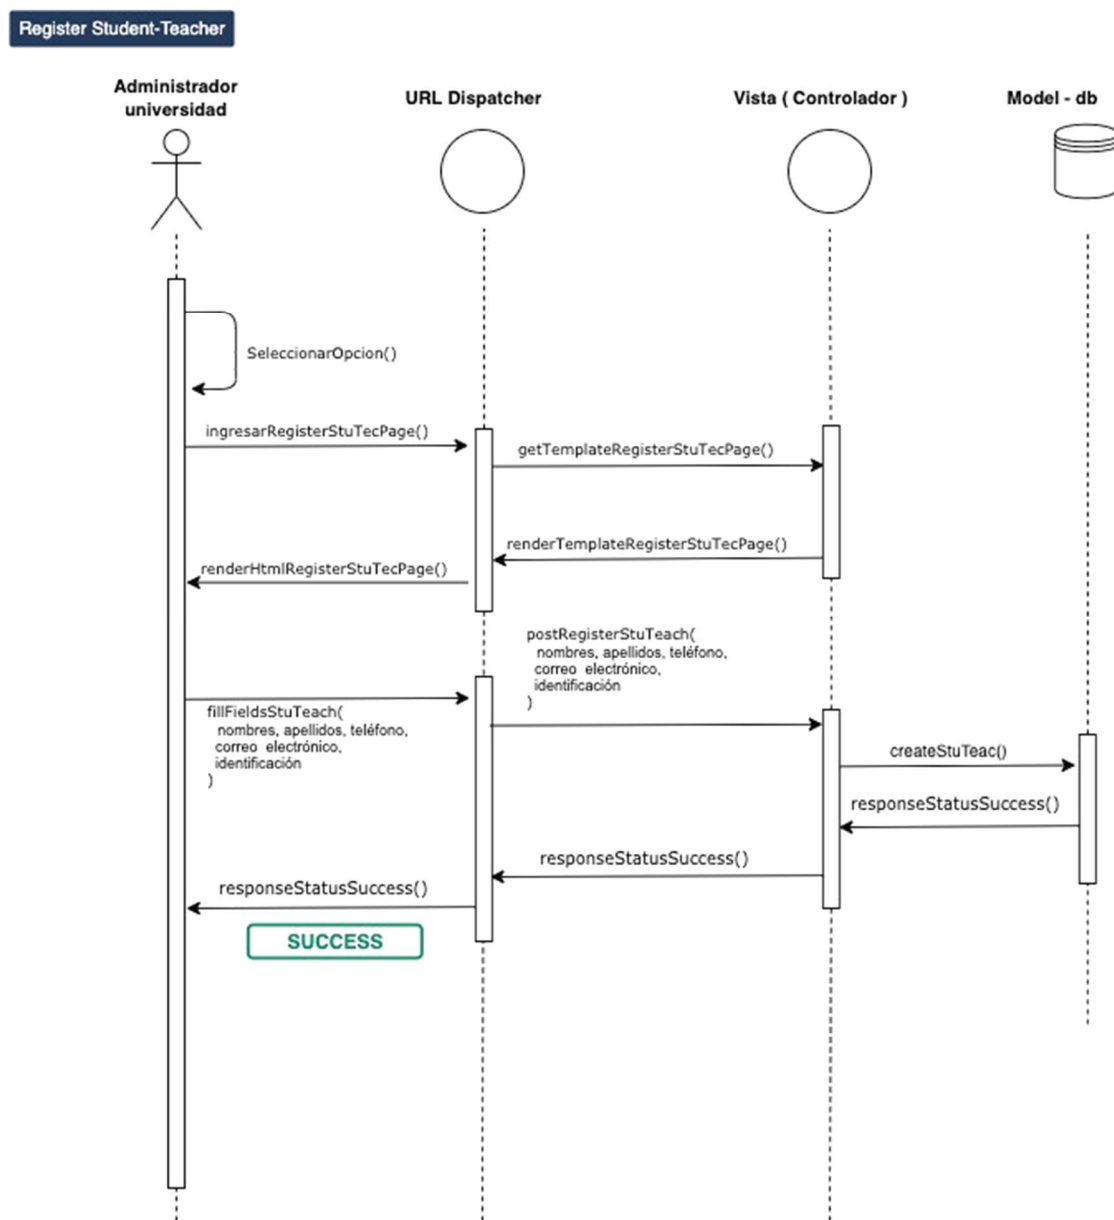 Register Student-Teacher
Administrador
universidad
URL Dispatcher
Vista ( Controlador )
Model - db
SeleccionarOpcion()
ingresarRegisterStuTecPage()
getTemplateRegisterStuTecPage()
renderTemplateRegisterStuTecPage()
renderHtmlRegisterStuTecPage()
postRegisterStuTeach(
nombres, apellidos, teléfono,
correo electrónico,
identificación
)
fillFieldsStuTeach(
nombres, apellidos, teléfono,
correo electrónico,
identificación
)
createStuTeac()
responseStatusSuccess()
responseStatusSuccess()
responseStatusSuccess()
SUCCESS